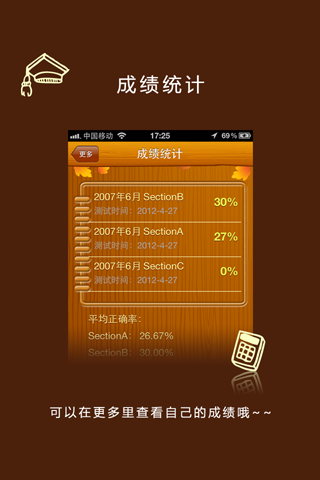 成绩统计
中国移动 17:25 69%
更多 成绩统计
2007年6月 SectionB 30%
测试时间：2012-4-27
2007年6月 SectionA 27%
测试时间：2012-4-27
2007年6月 SectionC 0%
测试时间：2012-4-27
平均正确率：
SectionA： 26.67%
SectionB： 30.00%
可以在更多里查看自己的成绩哦~~